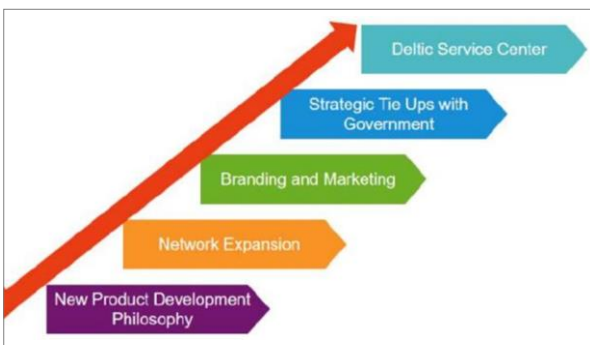 Deltic Service Center
Strategic Tie Ups with
Government
Branding and Marketing
Network Expansion
New Product Development
Philosophy